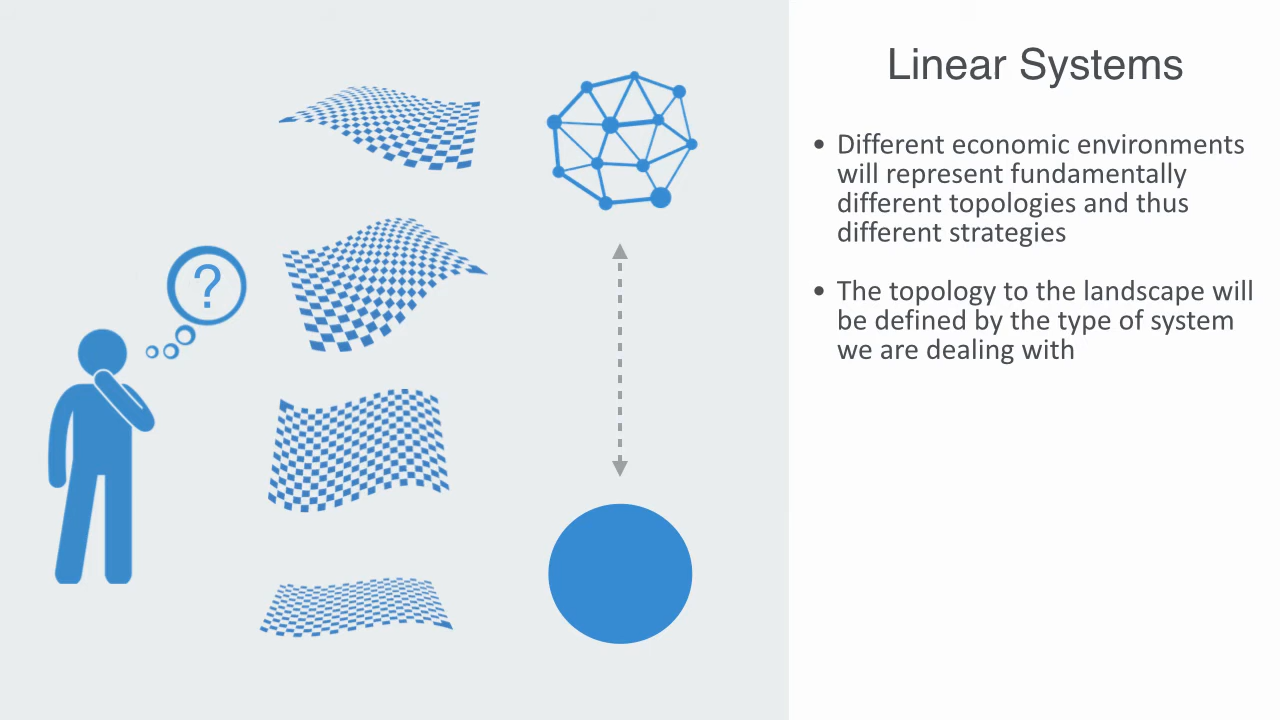 Linear Systems
• Different economic environments
will represent fundamentally
different topologies and thus
different strategies
• The topology to the landscape will
be defined by the type of system
we are dealing with
?